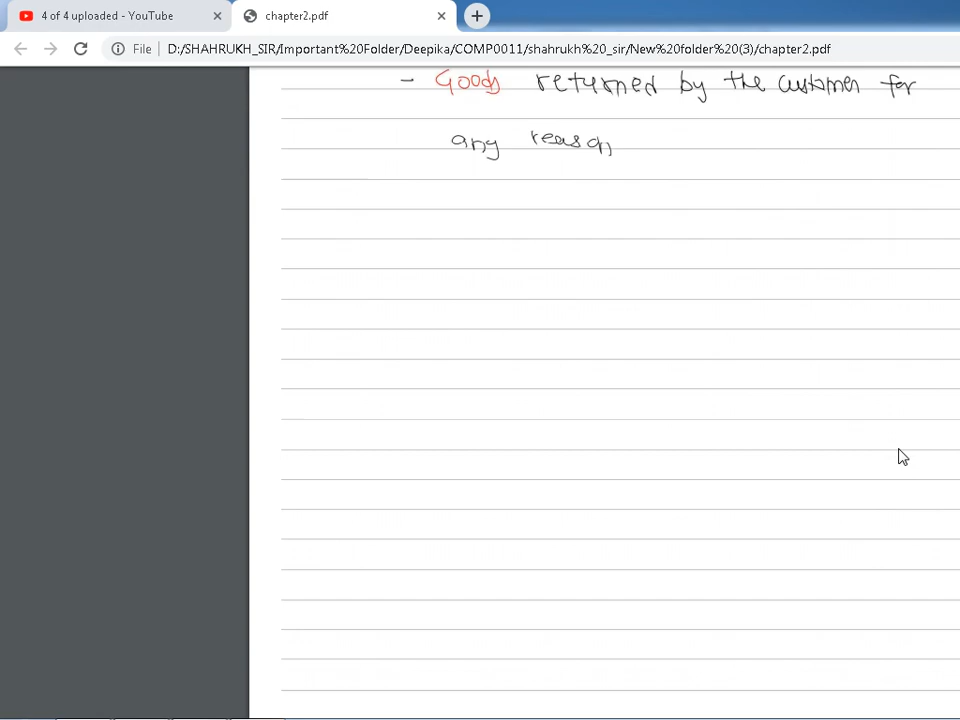 4 of 4 uploaded - YouTube
chapter2.pdf
File
D:/SHAHRUKH_SIR/Important%20Folder/Deepika/COMP0011/shahrukh%20_sir/New%20folder%20(3)/chapter2.pdf
- Goods returned by the customer for
any reason